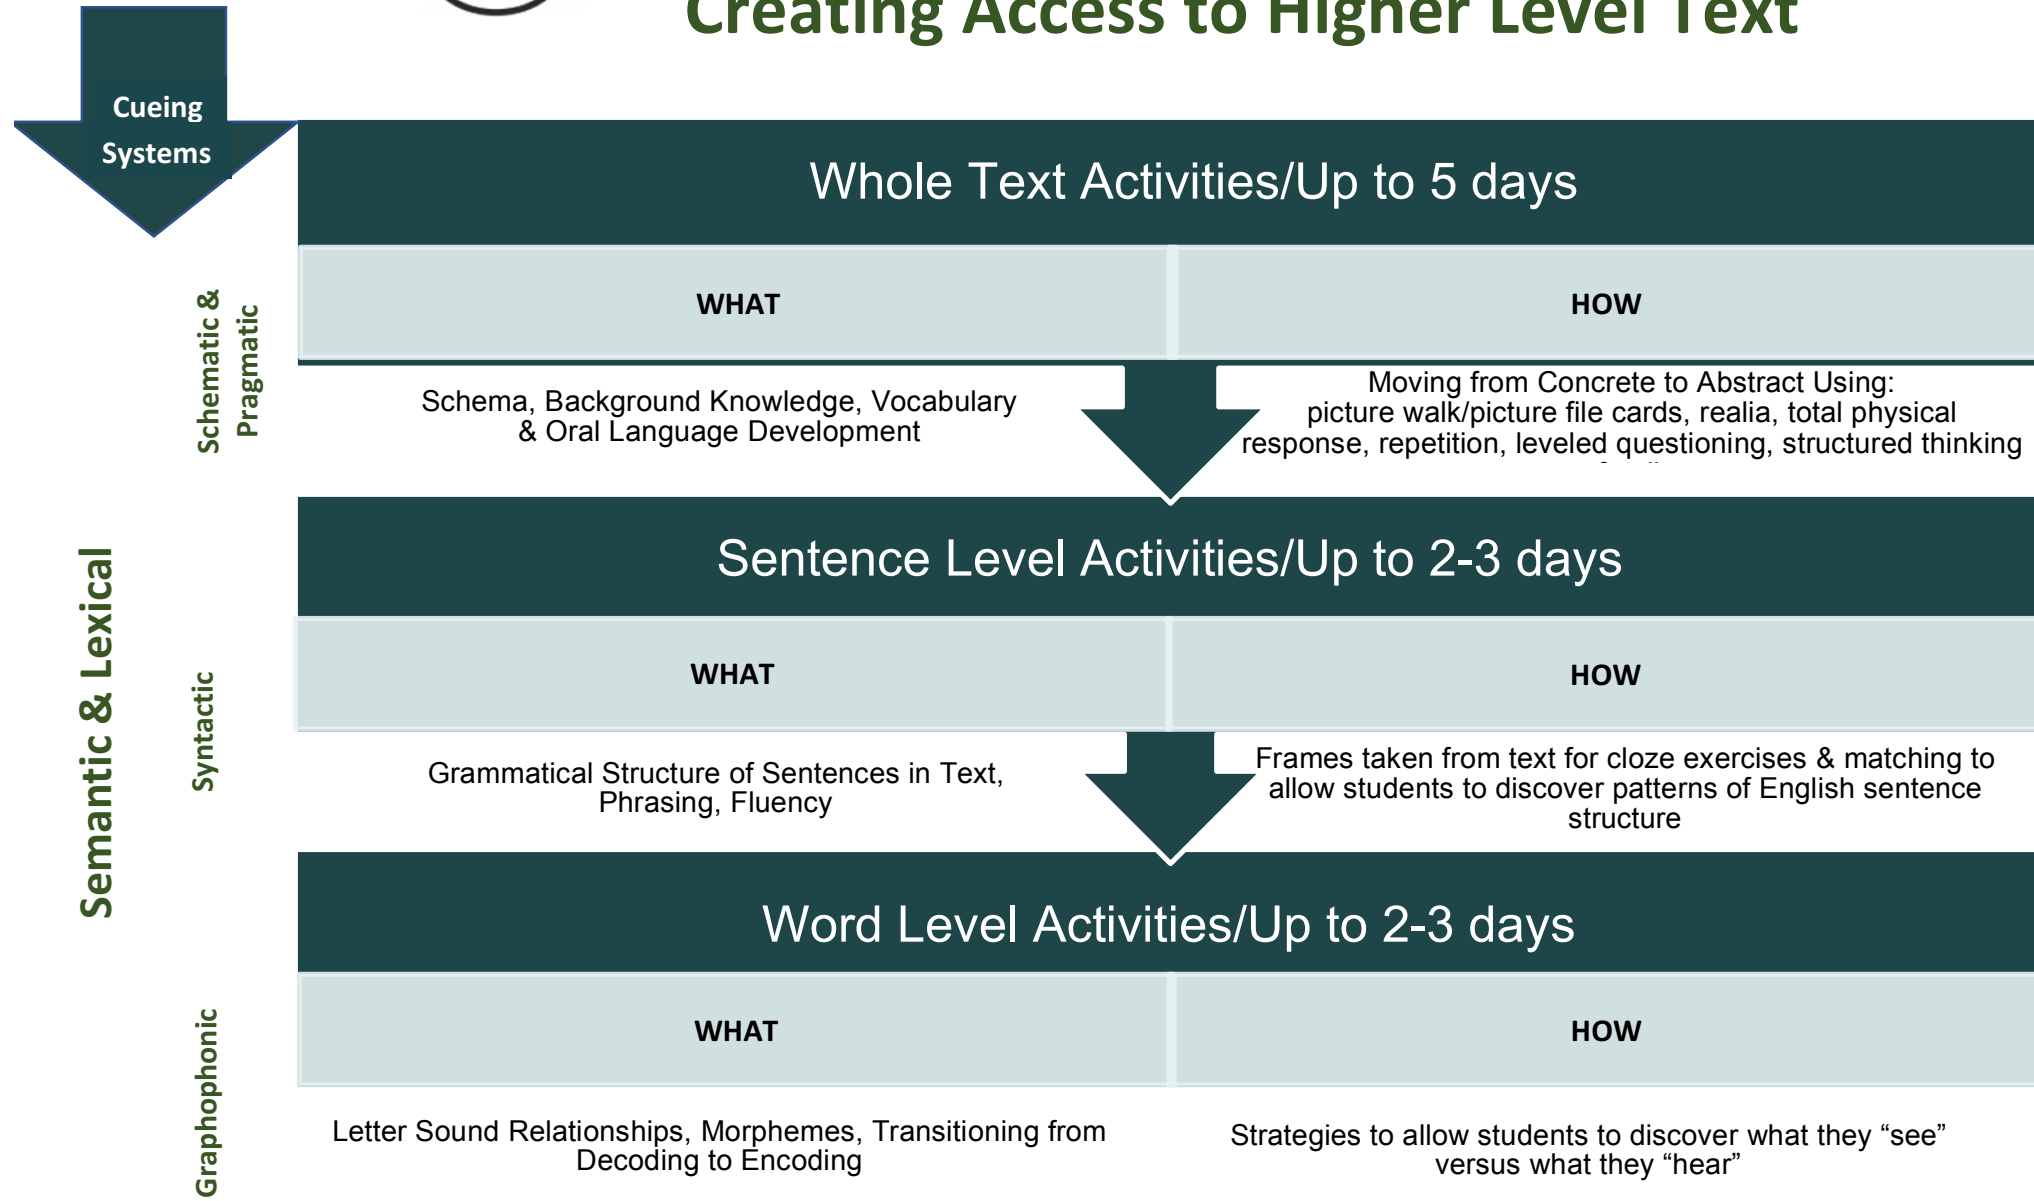 Creating Access to Higher Level Text
Cueing
Systems
Whole Text Activities/Up to 5 days
Schematic &
Pragmatic
WHAT
HOW
Schema, Background Knowledge, Vocabulary
& Oral Language Development
Moving from Concrete to Abstract Using:
picture walk/picture file cards, realia, total physical
response, repetition, leveled questioning, structured thinking
Semantic & Lexical
Sentence Level Activities/Up to 2-3 days
Syntactic
WHAT
HOW
Grammatical Structure of Sentences in Text,
Phrasing, Fluency
Frames taken from text for cloze exercises & matching to
allow students to discover patterns of English sentence
structure
Word Level Activities/Up to 2-3 days
Graphophonic
WHAT
HOW
Letter Sound Relationships, Morphemes, Transitioning from
Decoding to Encoding
Strategies to allow students to discover what they “see”
versus what they “hear”